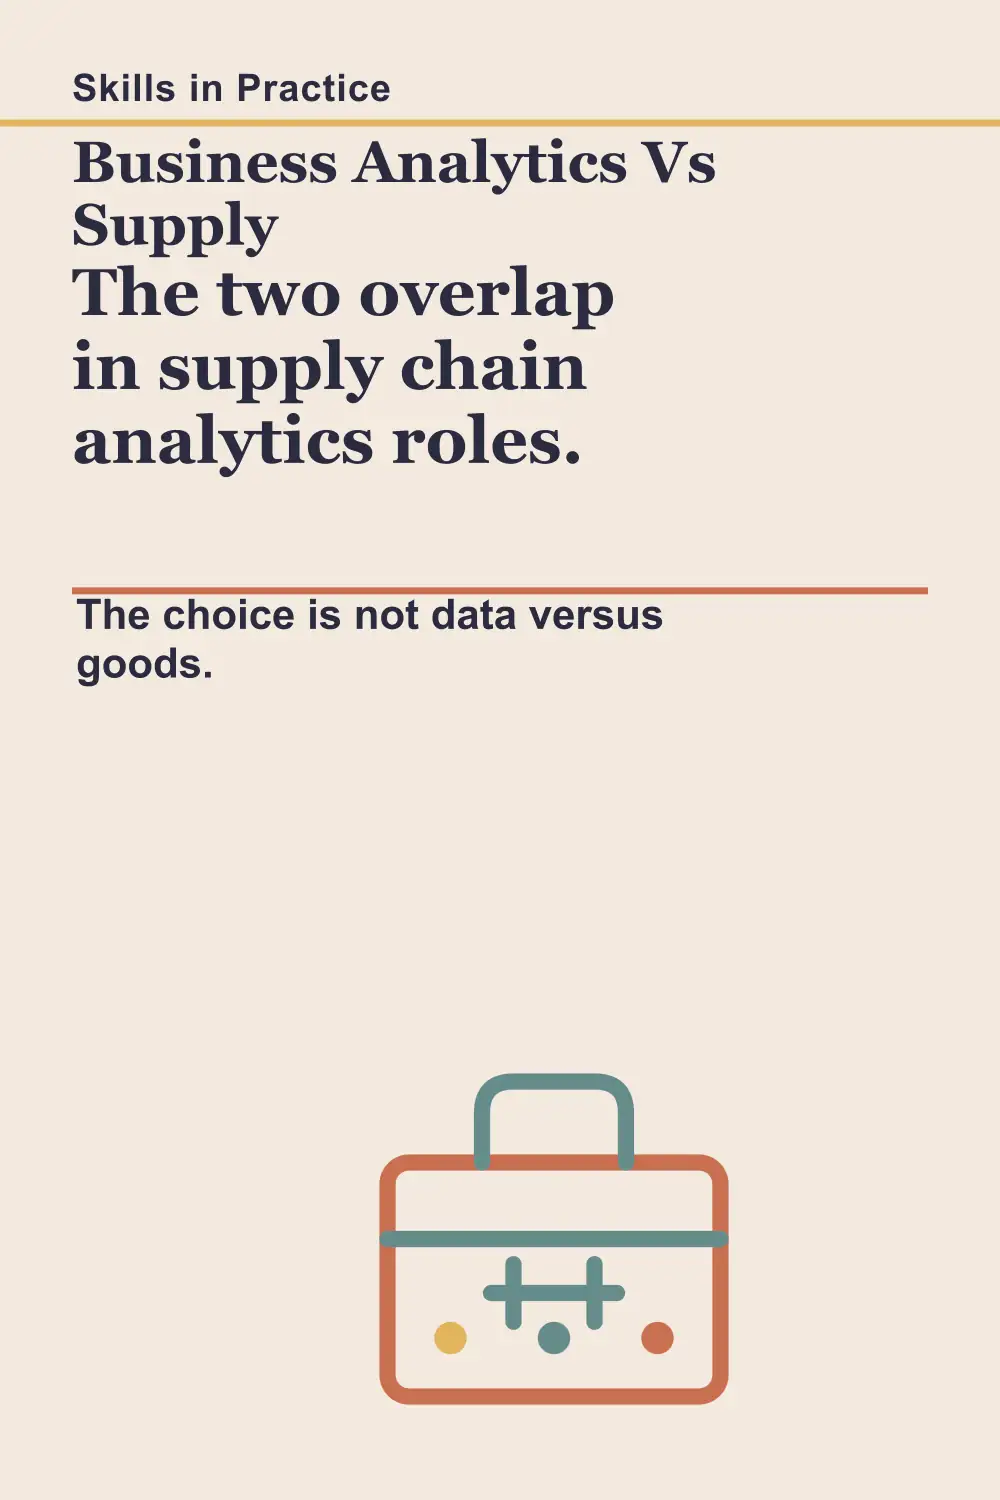 Skills in Practice
Business Analytics Vs
Supply
The two overlap
in supply chain
analytics roles.
The choice is not data versus
goods.